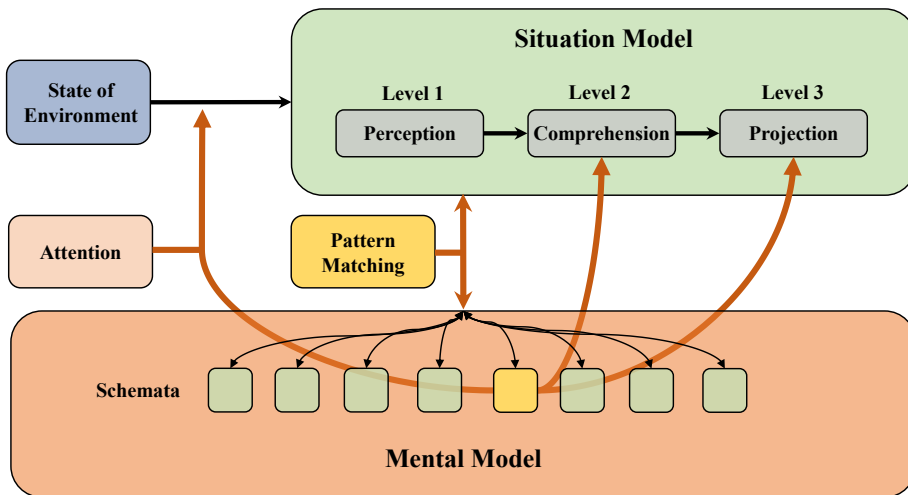 Situation Model
State of
Environment
Level 1
Level 2
Level 3
Perception
Comprehension
Projection
Attention
Pattern
Matching
Schemata
Mental Model